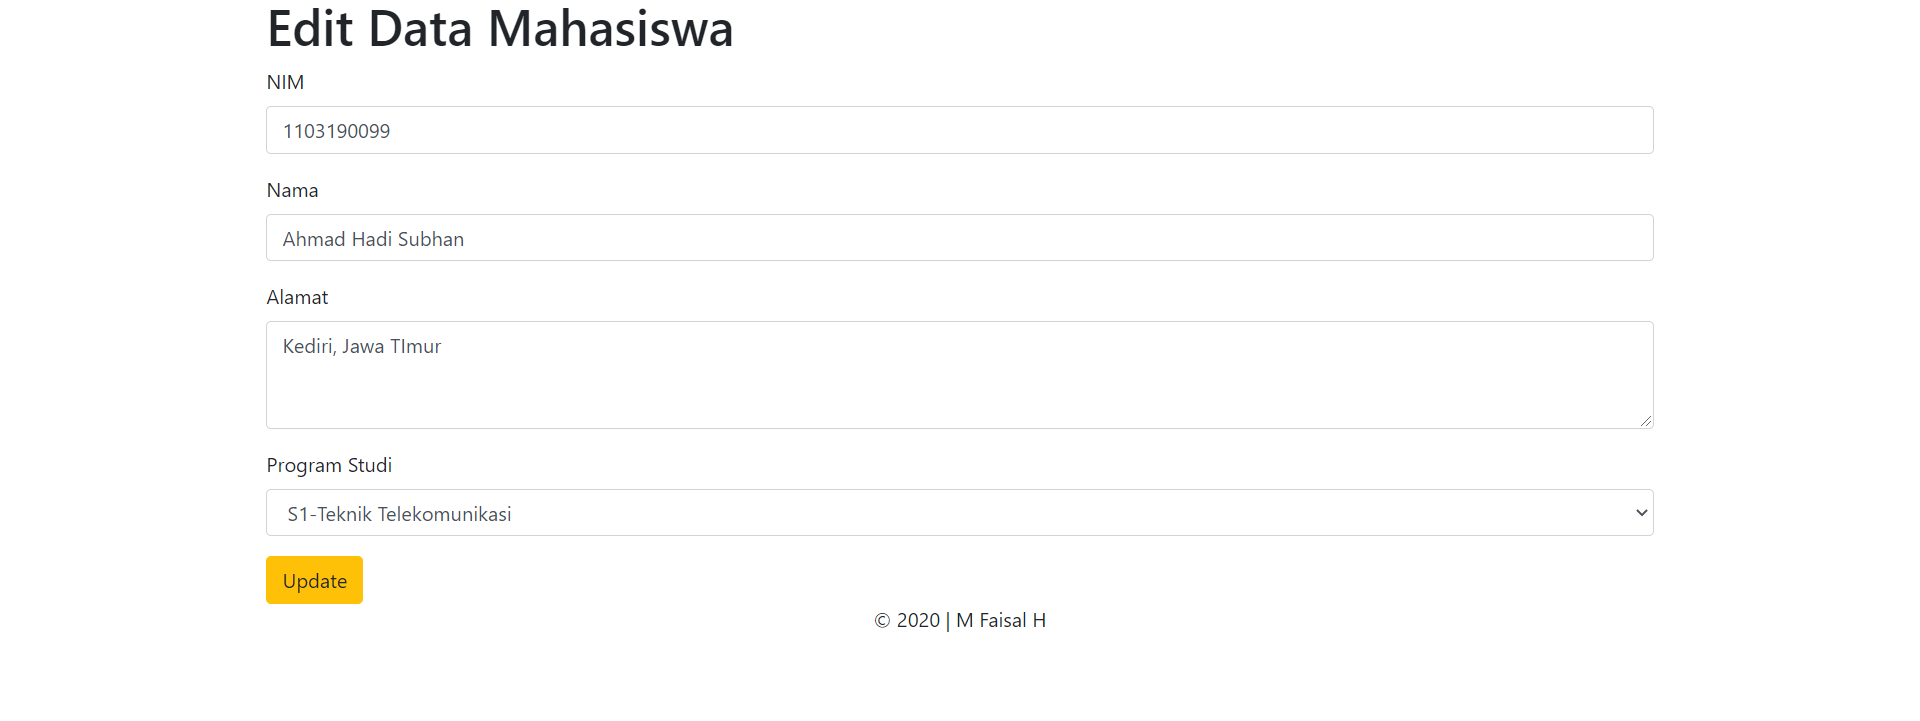 Edit Data Mahasiswa
NIM
1103190099
Nama
Ahmad Hadi Subhan
Alamat
Kediri, Jawa TImur
Program Studi
S1-Teknik Telekomunikasi
Update
© 2020 | M Faisal H